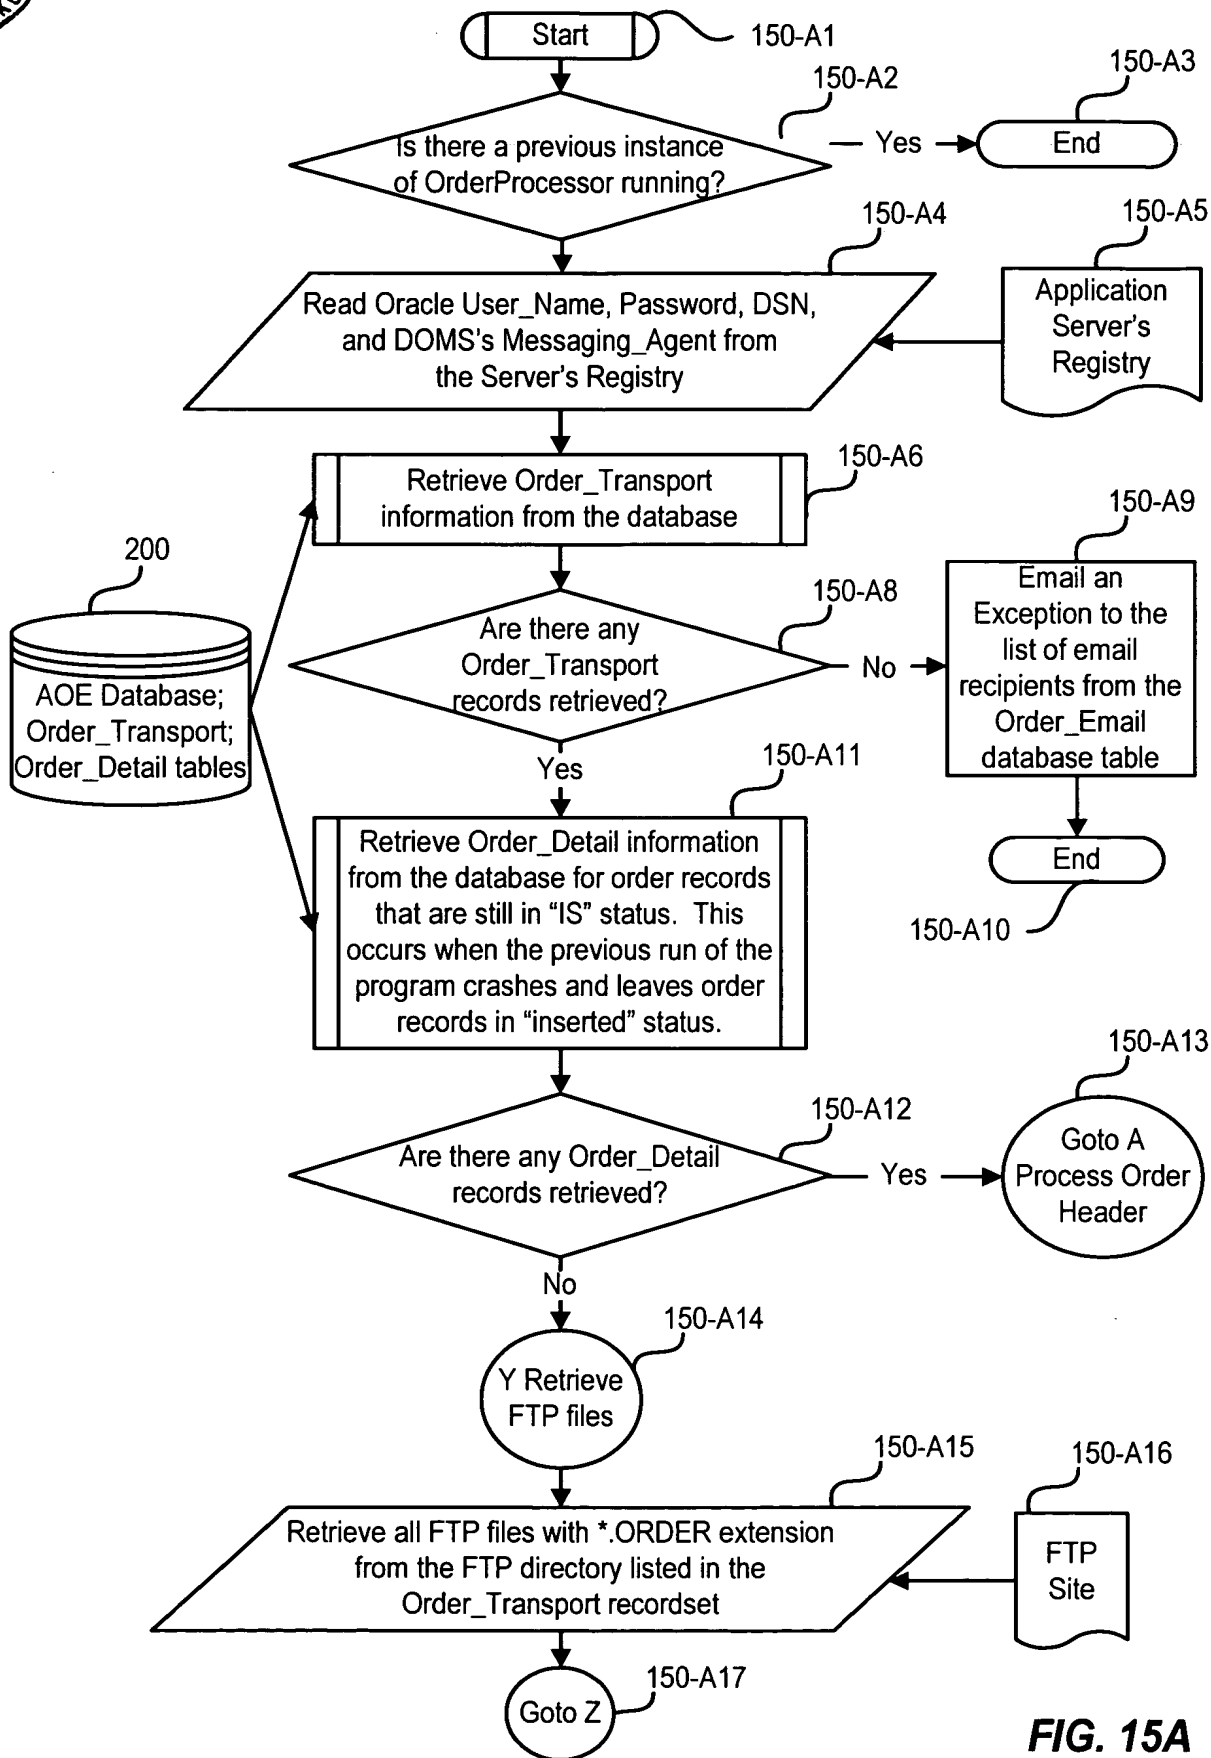 Start
150-A1
150-A2
150-A3
Is there a previous instance
of OrderProcessor running?
Yes
End
150-A4
150-A5
Read Oracle User_Name, Password, DSN,
and DOMS's Messaging_Agent from
the Server's Registry
Application
Server's
Registry
150-A6
Retrieve Order_Transport
information from the database
150-A9
200
150-A8
Email an
Exception to the
list of email
recipients from the
Order_Email
database table
Are there any
Order_Transport
records retrieved?
No
AOE Database;
Order_Transport;
Order_Detail tables
Yes
150-A11
End
150-A10
Retrieve Order_Detail information
from the database for order records
that are still in “IS” status. This
occurs when the previous run of the
program crashes and leaves order
records in “inserted” status.
150-A13
150-A12
Are there any Order_Detail
records retrieved?
Yes
Goto A
Process Order
Header
No
150-A14
Y Retrieve
FTP files
150-A15
150-A16
Retrieve all FTP files with *.ORDER extension
from the FTP directory listed in the
Order_Transport recordset
FTP
Site
150-A17
Goto Z
FIG. 15A